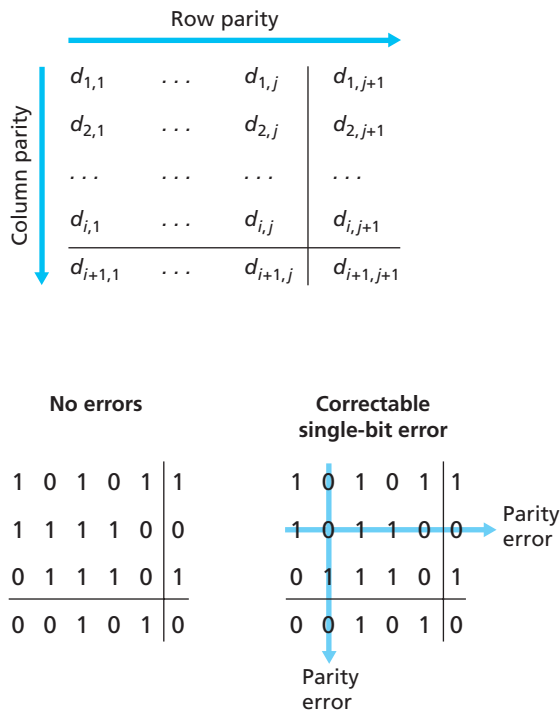 Row parity
Column parity
d1,1 . . . d1,j d1,j+1
d2,1 . . . d2,j d2,j+1
. . . . . . . . . . . .
di,1 . . . di,j di,j+1
di+1,1 . . . di+1,j di+1,j+1
No errors
1 0 1 0 1 1
1 1 1 1 0 0
0 1 1 1 0 1
0 0 1 0 1 0
Correctable
single-bit error
1 0 1 0 1 1
1 0 1 1 0 0
Parity
error
0 1 1 1 0 1
0 0 1 0 1 0
Parity
error